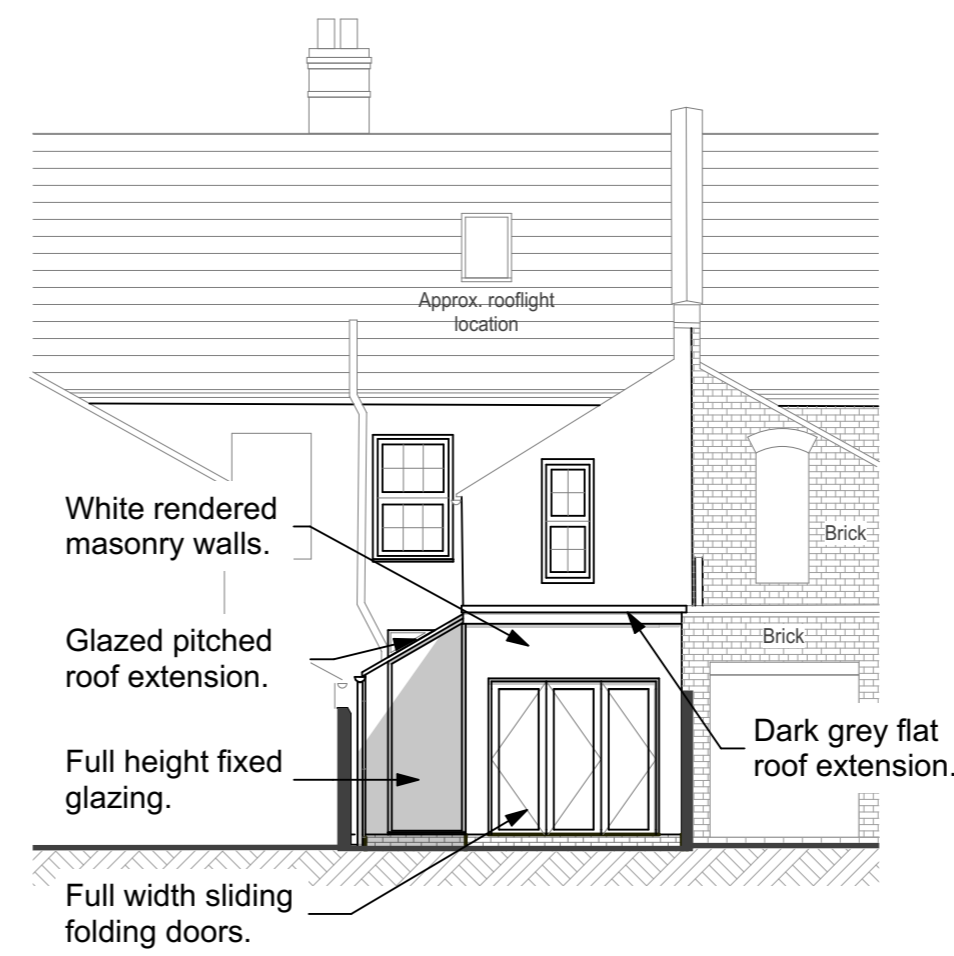 Approx. rooflight
location
White rendered
masonry walls.
Brick
Glazed pitched
roof extension.
Brick
Dark grey flat
roof extension.
Full height fixed
glazing.
Full width sliding
folding doors.